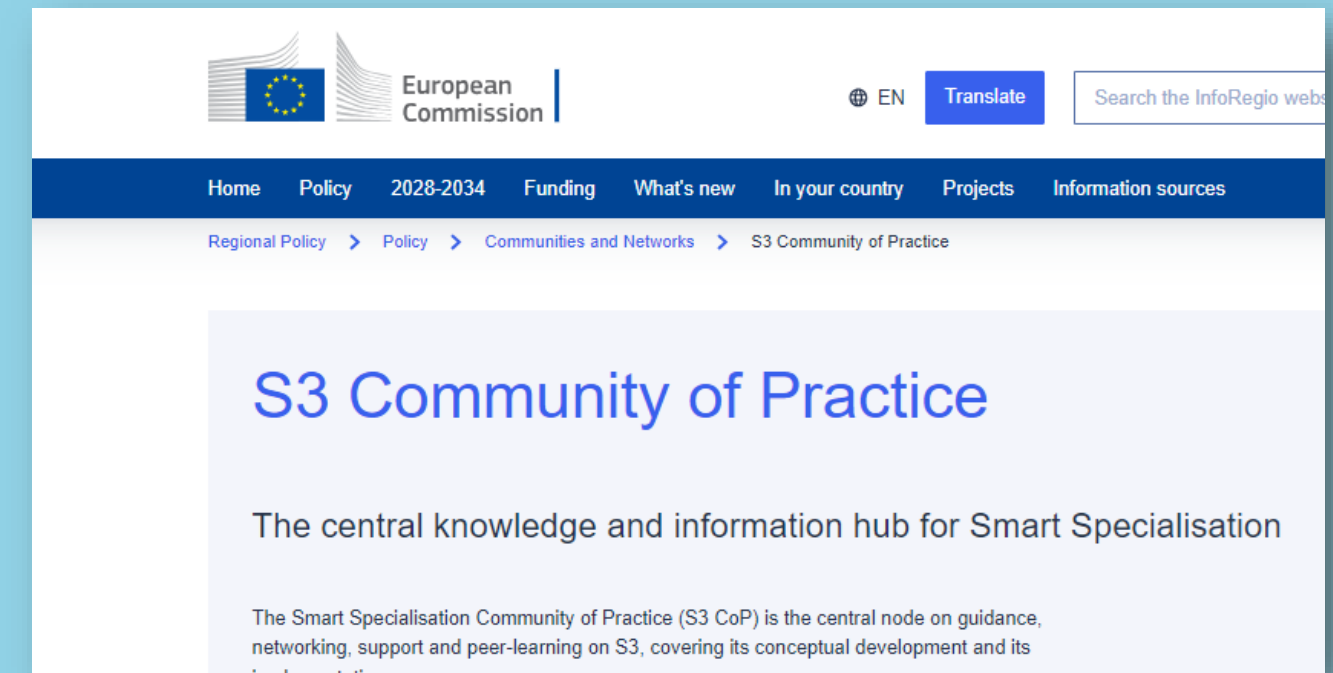 European
Commission
EN
Translate
Search the InfoRegio
Home Policy 2028-2034 Funding What's new In your country Projects Information sources
Regional Policy > Policy > Communities and Networks > S3 Community of Practice
S3 Community of Practice
The central knowledge and information hub for Smart Specialisation
The Smart Specialisation Community of Practice (S3 CoP) is the central node on guidance,
networking, support and peer-learning on S3, covering its conceptual development and its